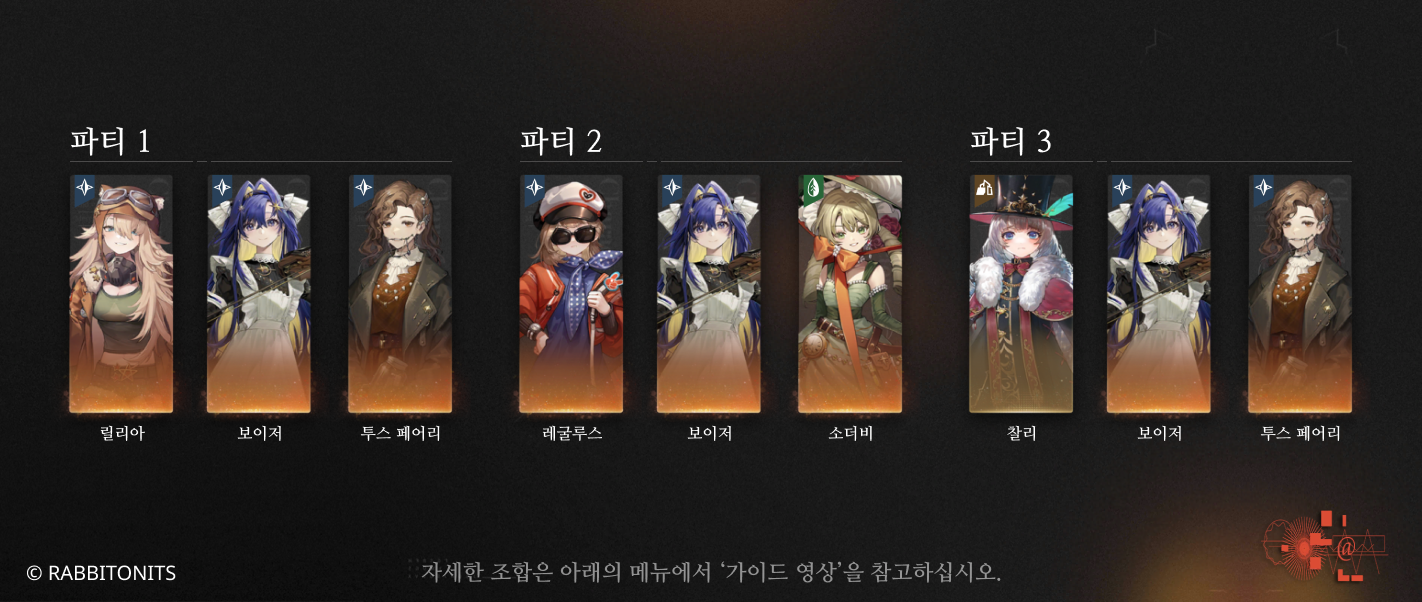 파티 1
파티 2
파티 3
릴리아
보이저
투스 페어리
레굴루스
보이저
소더비
찰리
보이저
투스 페어리
© RABBITONITS
자세한 조합은 아래의 메뉴에서 ‘가이드 영상’을 참고하십시오.
@